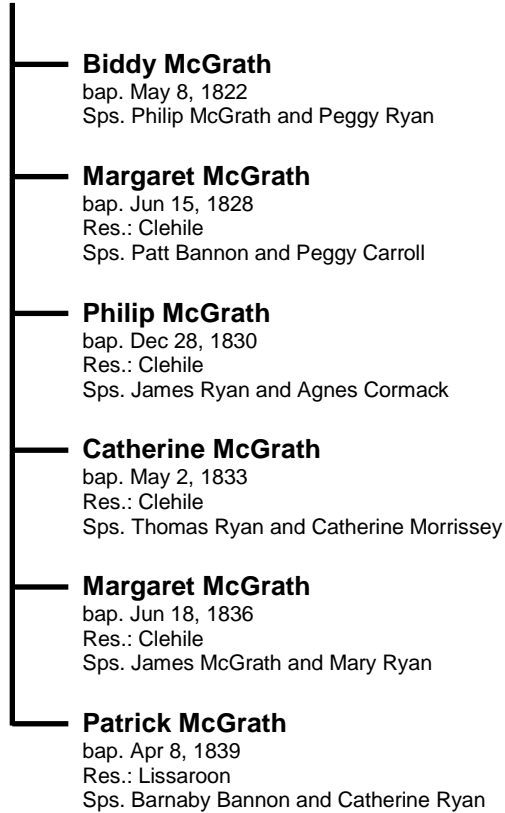 Biddy McGrath
bap. May 8, 1822
Sps. Philip McGrath and Peggy Ryan
Margaret McGrath
bap. Jun 15, 1828
Res.: Clehile
Sps. Patt Bannon and Peggy Carroll
Philip McGrath
bap. Dec 28, 1830
Res.: Clehile
Sps. James Ryan and Agnes Cormack
Catherine McGrath
bap. May 2, 1833
Res.: Clehile
Sps. Thomas Ryan and Catherine Morrissey
Margaret McGrath
bap. Jun 18, 1836
Res.: Clehile
Sps. James McGrath and Mary Ryan
Patrick McGrath
bap. Apr 8, 1839
Res.: Lissaroon
Sps. Barnaby Bannon and Catherine Ryan